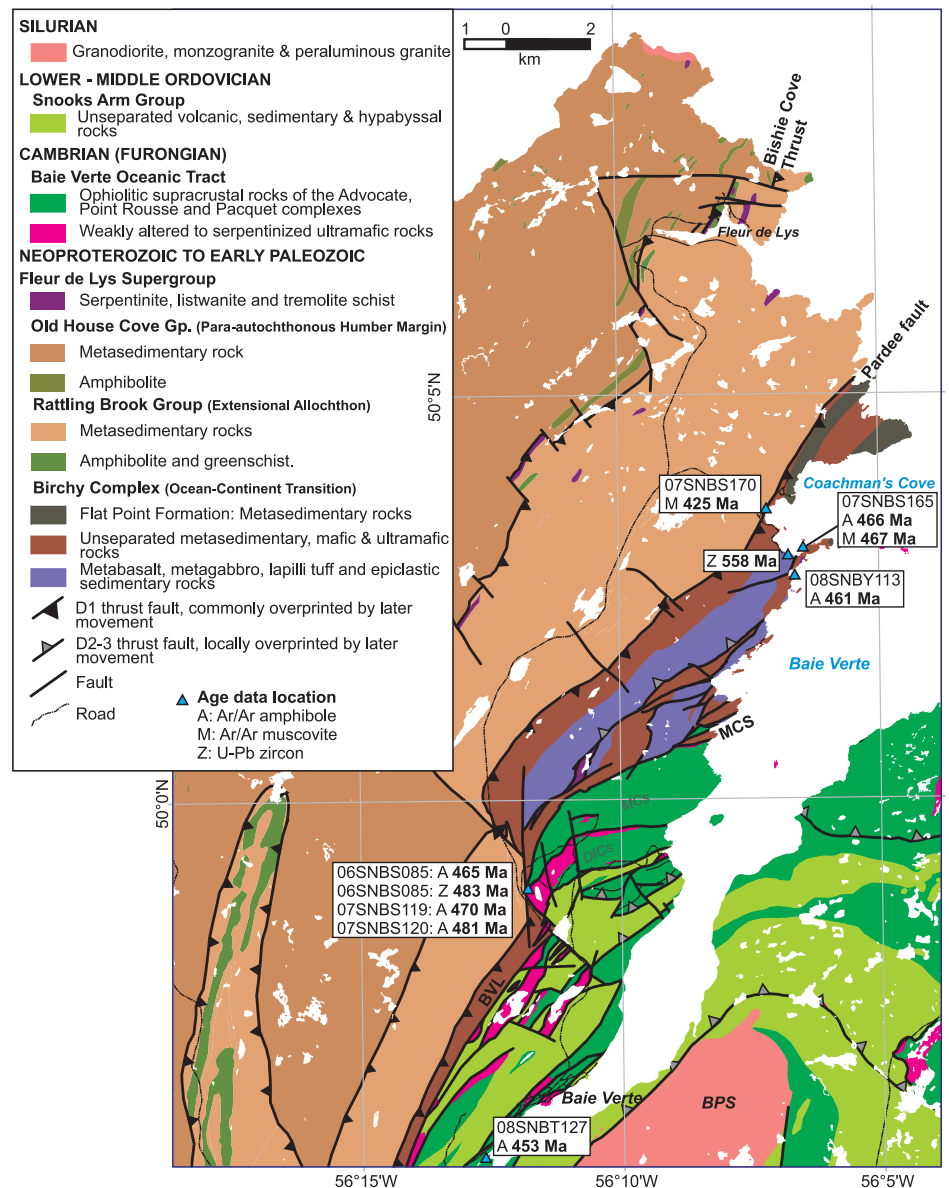 SILURIAN
Granodiorite, monzogranite & peraluminous granite
LOWER - MIDDLE ORDOVICIAN
Snooks Arm Group
Unseparated volcanic, sedimentary & hypabyssal
rocks
CAMBRIAN (FURONGIAN)
Baie Verte Oceanic Tract
Ophiolitic supracrustal rocks of the Advocate,
Point Rousse and Pacquet complexes
Weakly altered to serpentinized ultramafic rocks
NEOPROTEROZOIC TO EARLY PALEOZOIC
Fleur de Lys Supergroup
Serpentinite, listwanite and tremolite schist
Old House Cove Gp. (Para-autochthonous Humber Margin)
Metasedimentary rock
Amphibolite
Rattling Brook Group (Extensional Allochthon)
Metasedimentary rocks
Amphibolite and greenschist.
Birchy Complex (Ocean-Continent Transition)
Flat Point Formation: Metasedimentary rocks
Unseparated metasedimentary, mafic & ultramafic
rocks
Metabasalt, metagabbro, lapilli tuff and epiclastic
sedimentary rocks
D1 thrust fault, commonly overprinted by later
movement
D2-3 thrust fault, locally overprinted by later
movement
Fault
Road
Age data location
A: Ar/Ar amphibole
M: Ar/Ar muscovite
Z: U-Pb zircon
1 0 2
km
Bishie Cove
Thrust
Fleur de Lys
Pardee fault
50°5'N
07SNBS170
M 425 Ma
Coachman's Cove
07SNBS165
A 466 Ma
M 467 Ma
Z 558 Ma
08SNBY113
A 461 Ma
Baie Verte
MCS
50°0'N
MCs
DICs
06SNBS085: A 465 Ma
06SNBS085: Z 483 Ma
07SNBS119: A 470 Ma
07SNBS120: A 481 Ma
BVL
Baie Verte
BPS
08SNBT127
A 453 Ma
56°15'W
56°10'W
56°5'W